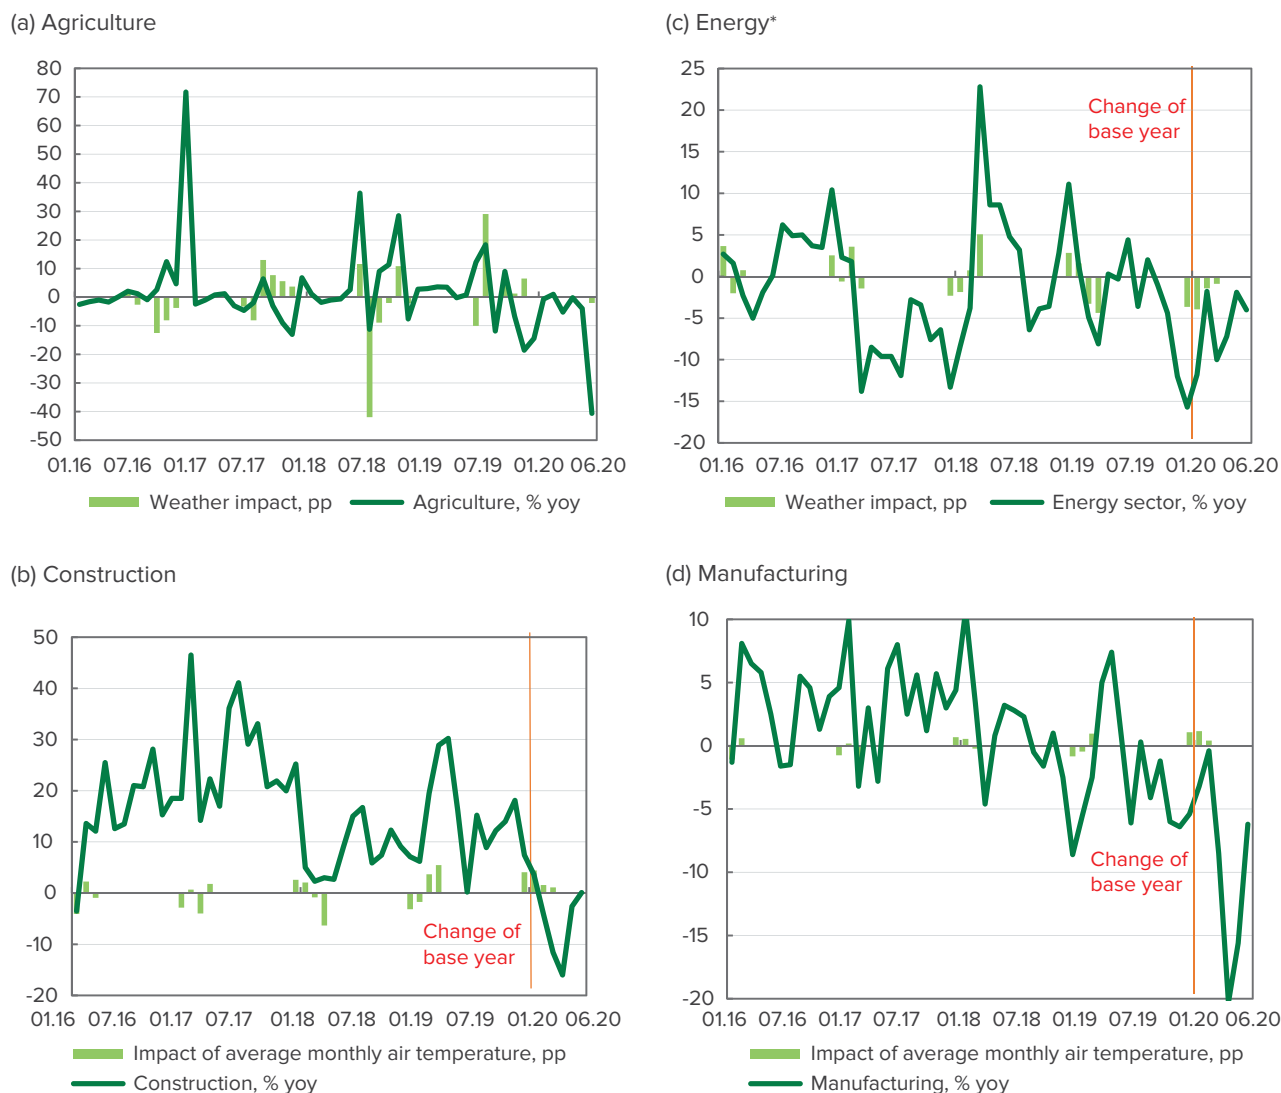 (a) Agriculture
80
70
60
50
40
30
20
10
0
-10
-20
-30
-40
-50
01.16 07.16 01.17 07.17 01.18 07.18 01.19 07.19 01.20 06.20
Weather impact, pp Agriculture, % yoy
(c) Energy*
25
20
15
10
5
0
-5
-10
-15
-20
Change of
base year
01.16 07.16 01.17 07.17 01.18 07.18 01.19 07.19 01.20 06.20
Weather impact, pp Energy sector, % yoy
(b) Construction
50
40
30
20
10
0
-10
-20
Change of
base year
01.16 07.16 01.17 07.17 01.18 07.18 01.19 07.19 01.20 06.20
Impact of average monthly air temperature, pp
Construction, % yoy
(d) Manufacturing
10
5
0
-5
-10
-15
-20
Change of
base year
01.16 07.16 01.17 07.17 01.18 07.18 01.19 07.19 01.20 06.20
Impact of average monthly air temperature, pp
Manufacturing, % yoy